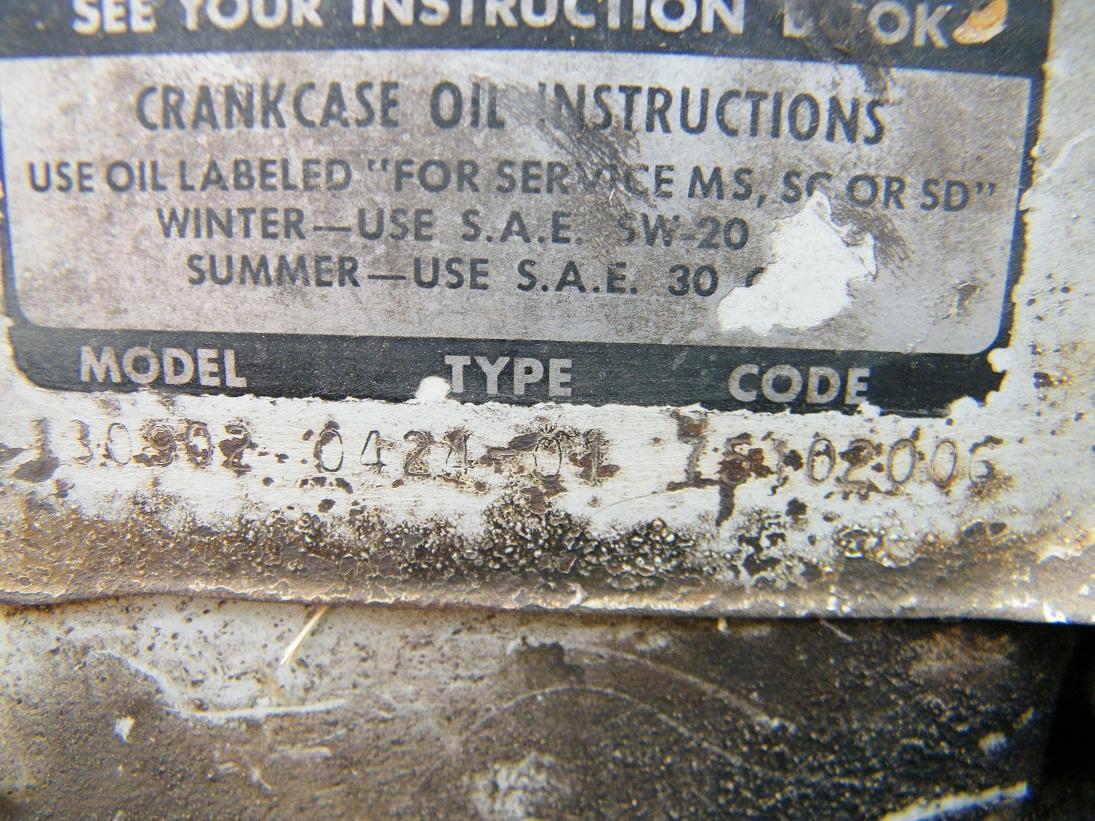 SEE YOUR INSTRUCTION
CRANKCASE OIL INSTRUCTIONS
USE OIL LABELED "FOR SERVICE MS, SC OR SD"
WINTER—USE S.A.E. 5W-20
SUMMER—USE S.A.E. 30
MODEL TYPE CODE
130902 0421-01